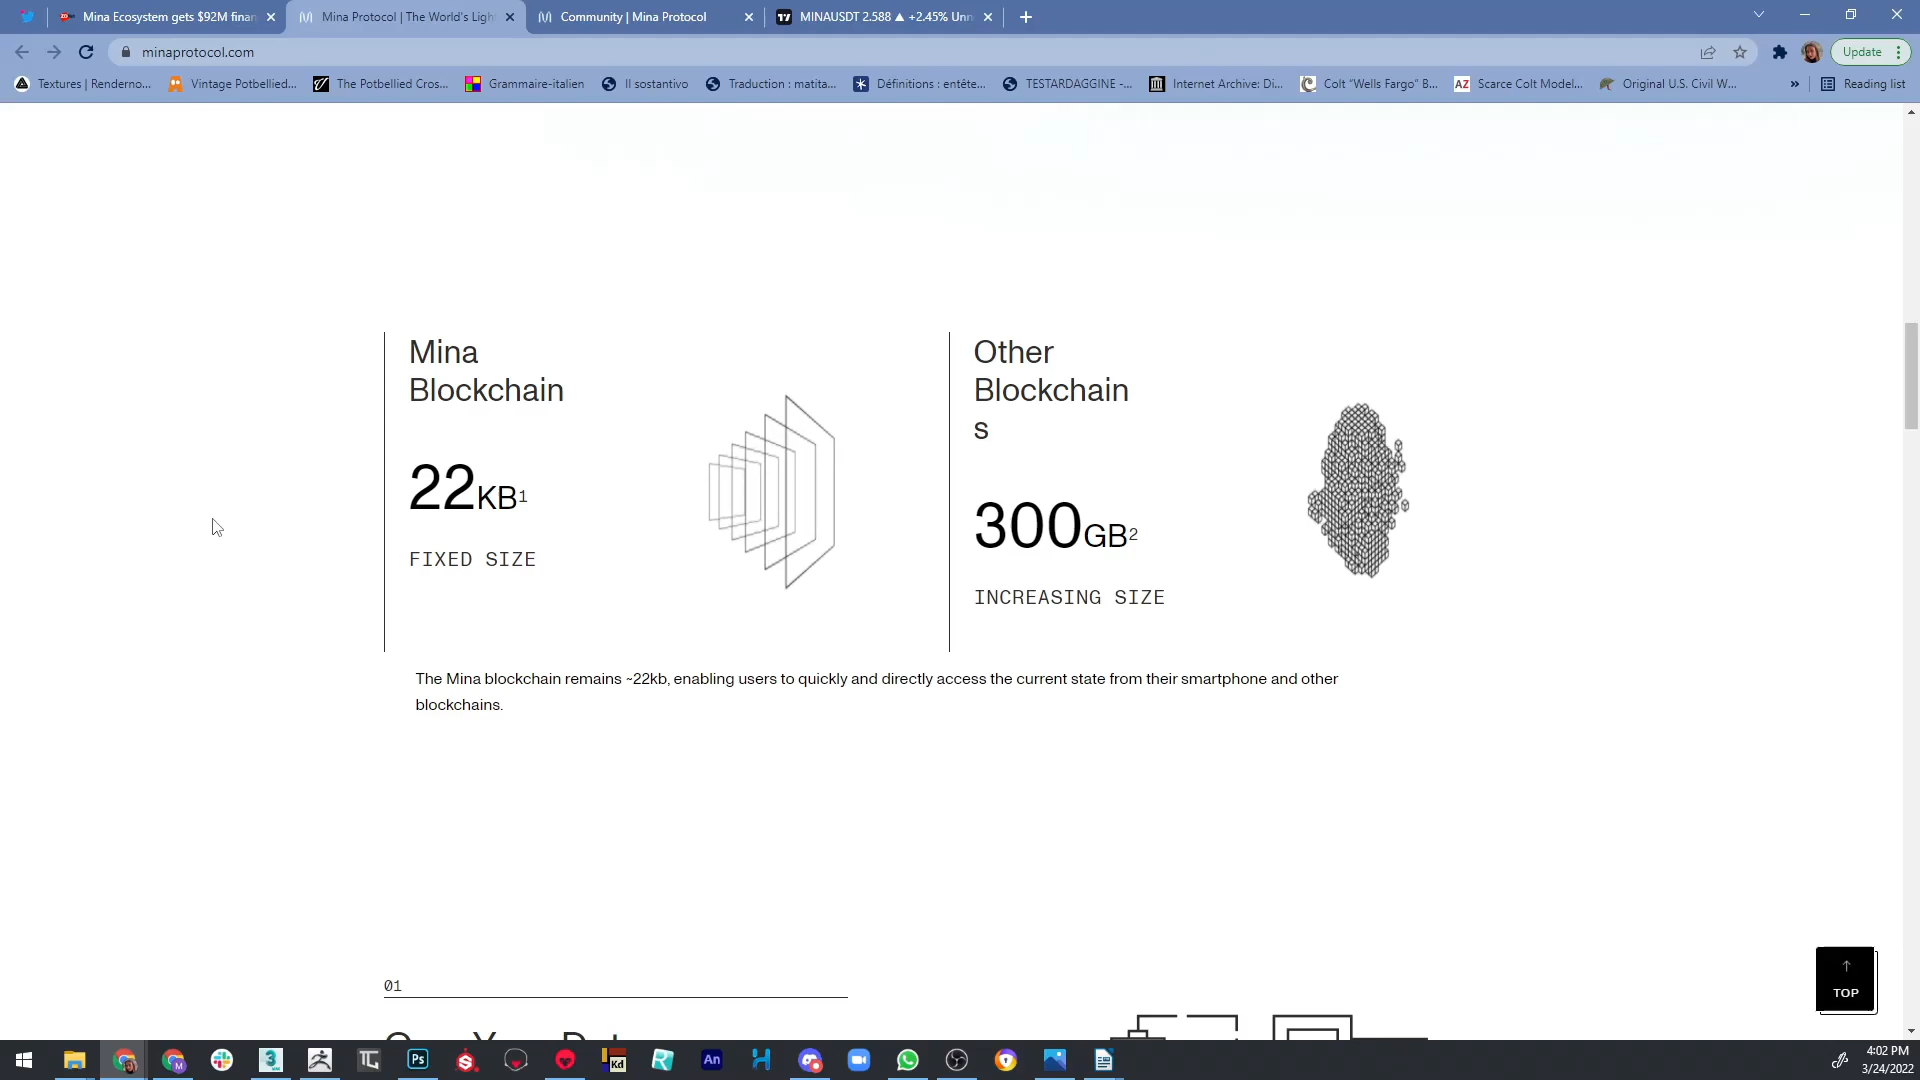 Mina Ecosystem gets $92M finan
Mina Protocol | The World's Ligh
Community | Mina Protocol
MINAUSDT 2.588 ▲ +2.45% Unn
minaprotocol.com
Update
Textures | Renderno...
Vintage Potbellied...
The Potbellied Cros...
Grammaire-italien
Il sostantivo
Traduction : matita...
Définitions : entête...
TESTARDAGGINE -...
Internet Archive: Di...
Colt “Wells Fargo” B...
AZ
Scarce Colt Model...
Original U.S. Civil W...
»
Reading list
Mina
Blockchain
22KB1
FIXED SIZE
Other
Blockchain
s
300GB2
INCREASING SIZE
The Mina blockchain remains ~22kb, enabling users to quickly and directly access the current state from their smartphone and other
blockchains.
01
↑
TOP
Ps
Kd
An
4:02 PM
3/24/2022